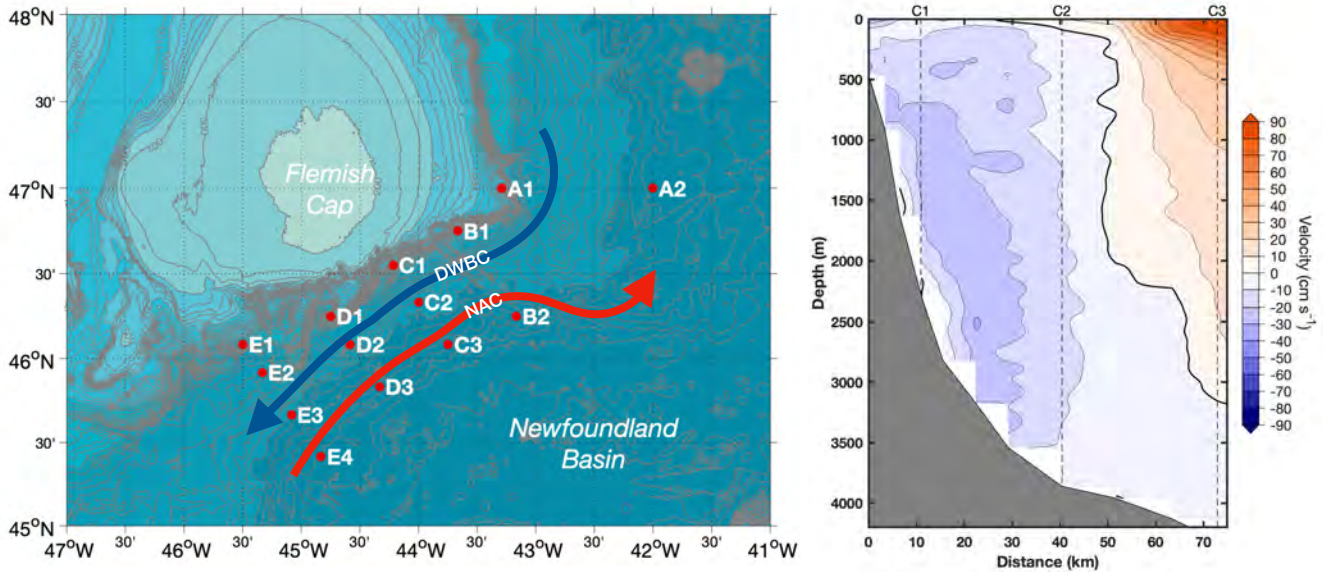 48°N
30'
47°N
30'
46°N
30'
45°N
47°W
30'
46°W
30'
45°W
30'
44°W
30'
43°W
30'
42°W
30'
41°W
Flemish
Cap
A1
A2
B1
C1
DWBC
C2
NAC
B2
D1
D2
C3
E1
E2
D3
E3
E4
Newfoundland
Basin
C1
C2
C3
0
500
1000
1500
2000
2500
3000
3500
4000
Depth (m)
0
10
20
30
40
50
60
70
Distance (km)
90
80
70
60
50
40
30
20
10
0
-10
-20
-30
-40
-50
-60
-70
-80
-90
Velocity (cm s⁻¹)